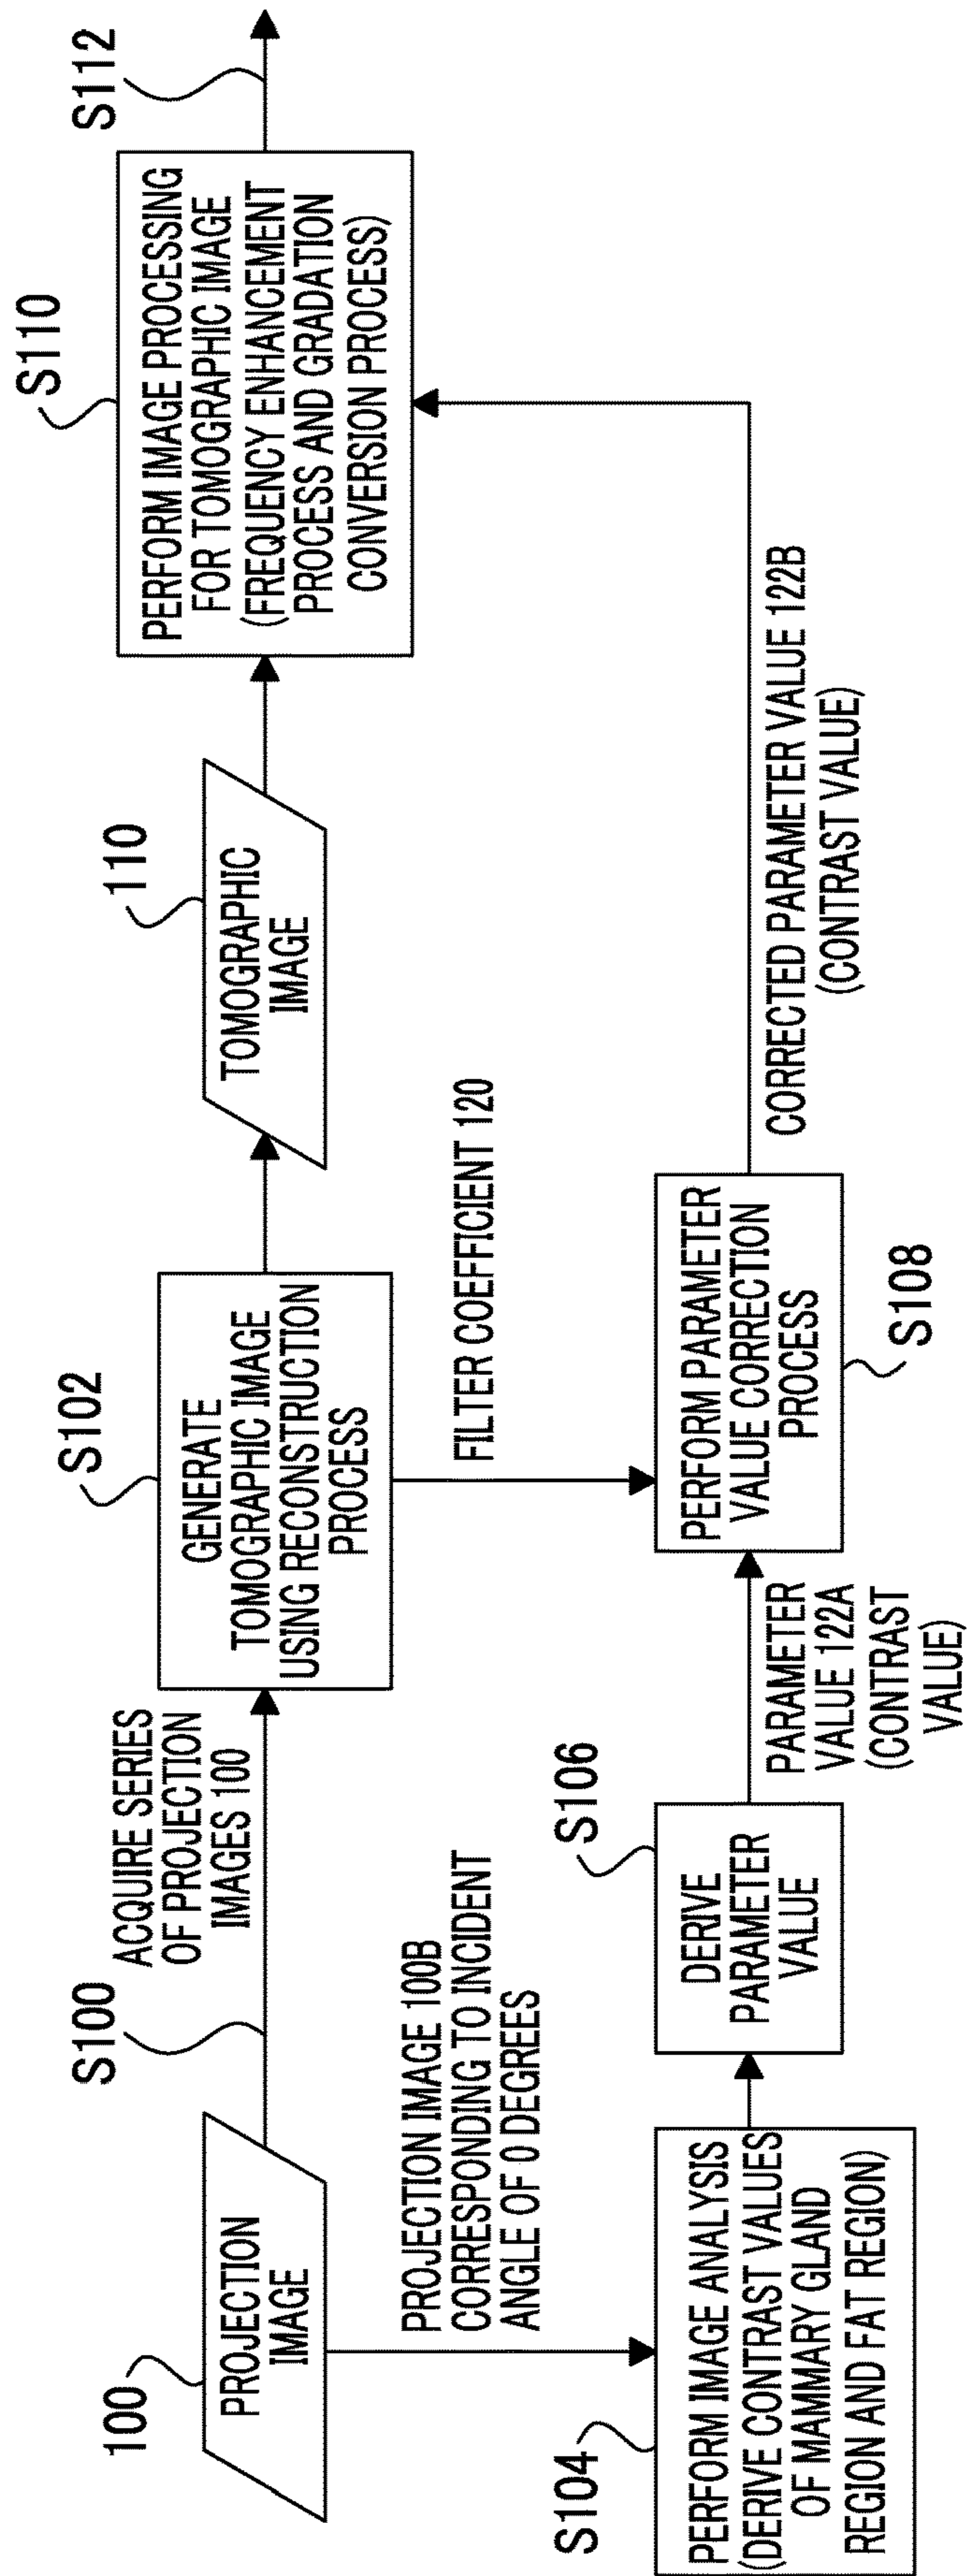 100
PROJECTION
IMAGE
S100
ACQUIRE SERIES
OF PROJECTION
IMAGES 100
S102
GENERATE
TOMOGRAPHIC IMAGE
USING RECONSTRUCTION
PROCESS
110
TOMOGRAPHIC
IMAGE
S110
PERFORM IMAGE PROCESSING
FOR TOMOGRAPHIC IMAGE
(FREQUENCY ENHANCEMENT
PROCESS AND GRADATION
CONVERSION PROCESS)
S112
PROJECTION IMAGE 100B
CORRESPONDING TO INCIDENT
ANGLE OF 0 DEGREES
FILTER COEFFICIENT 120
S104
PERFORM IMAGE ANALYSIS
(DERIVE CONTRAST VALUES
OF MAMMARY GLAND
REGION AND FAT REGION)
S106
DERIVE
PARAMETER
VALUE
PARAMETER
VALUE 122A
(CONTRAST
VALUE)
PERFORM PARAMETER
VALUE CORRECTION
PROCESS
S108
CORRECTED PARAMETER VALUE 122B
(CONTRAST VALUE)